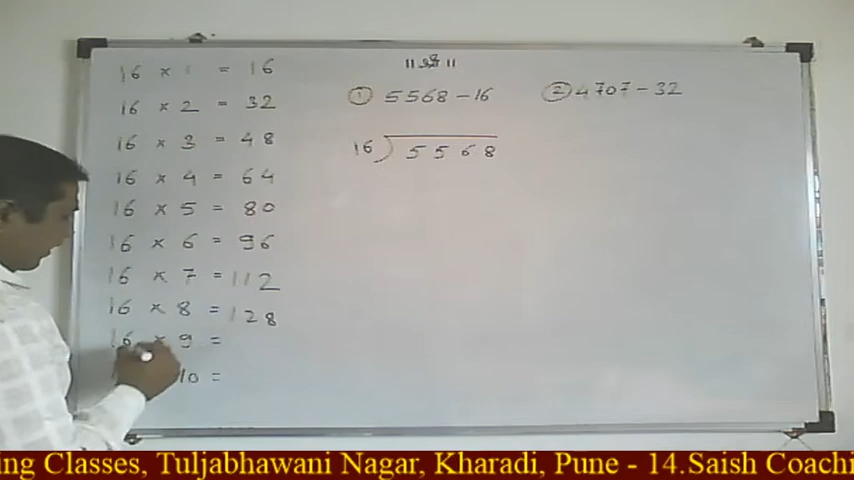 ॥ श्री ॥
16 × 1 = 16
16 × 2 = 32
16 × 3 = 48
16 × 4 = 64
16 × 5 = 80
16 × 6 = 96
16 × 7 = 112
16 × 8 = 128
16 × 9 =
10 =
① 5568 - 16
16 ) 5568
② 4707 - 32
ing Classes, Tuljabhawani Nagar, Kharadi, Pune - 14.Saish Coachi